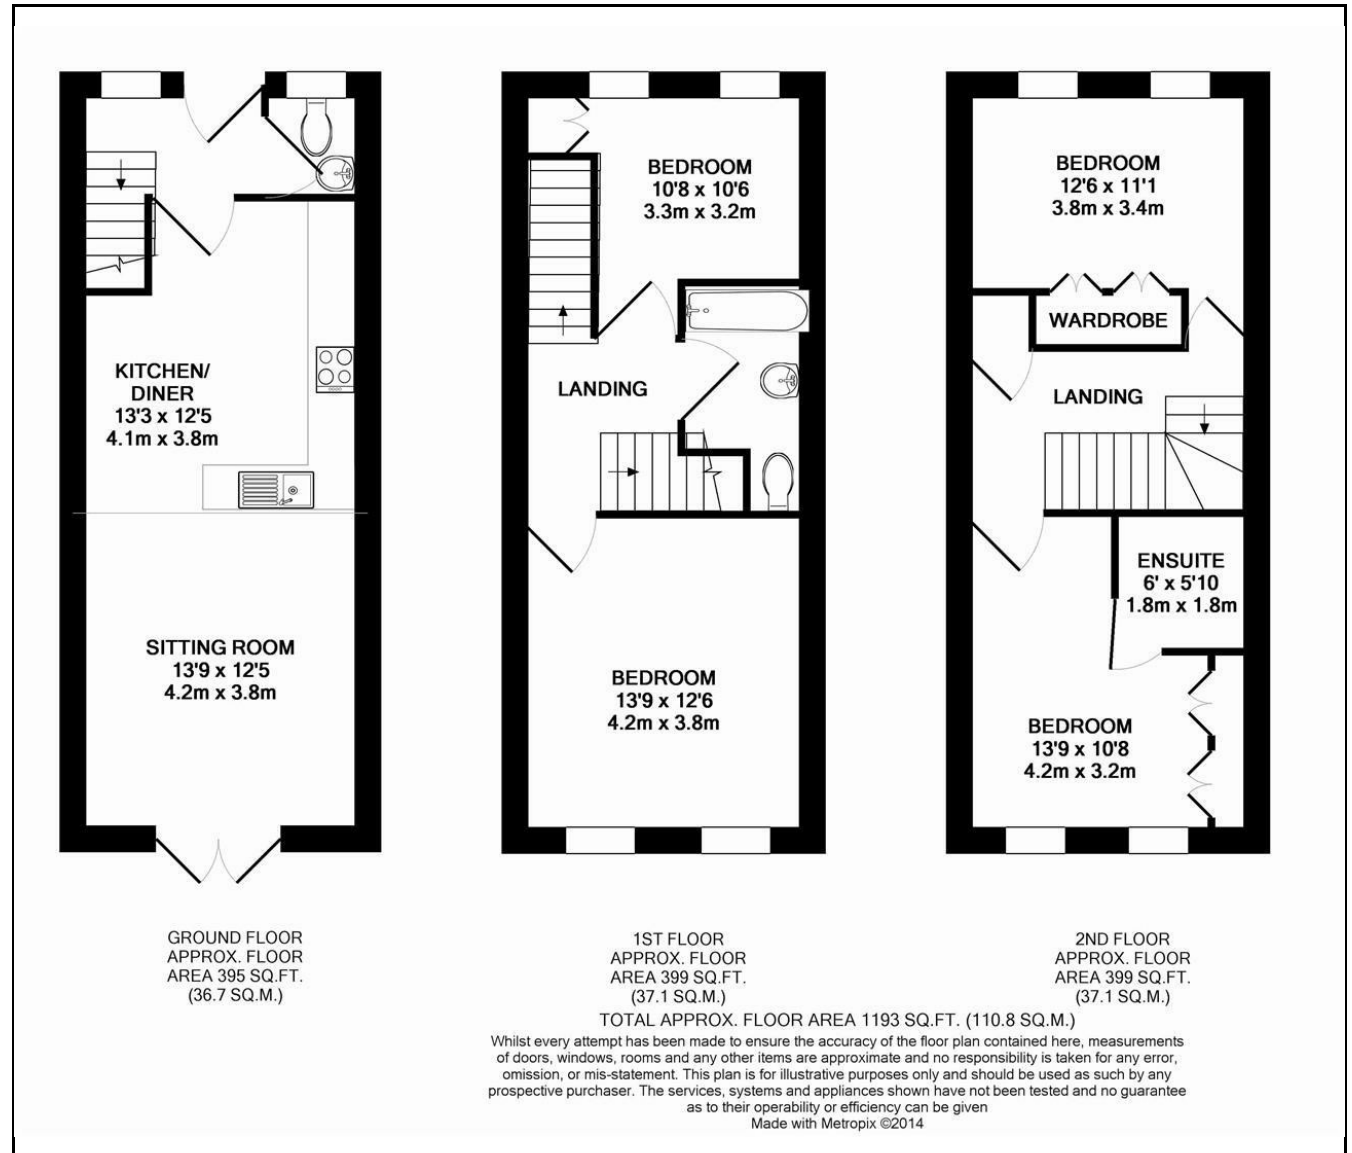 KITCHEN/
DINER
13'3 x 12'5
4.1m x 3.8m
SITTING ROOM
13'9 x 12'5
4.2m x 3.8m
GROUND FLOOR
APPROX. FLOOR
AREA 395 SQ.FT.
(36.7 SQ.M.)
BEDROOM
10'8 x 10'6
3.3m x 3.2m
LANDING
BEDROOM
13'9 x 12'6
4.2m x 3.8m
1ST FLOOR
APPROX. FLOOR
AREA 399 SQ.FT.
(37.1 SQ.M.)
BEDROOM
12'6 x 11'1
3.8m x 3.4m
WARDROBE
LANDING
ENSUITE
6' x 5'10
1.8m x 1.8m
BEDROOM
13'9 x 10'8
4.2m x 3.2m
2ND FLOOR
APPROX. FLOOR
AREA 399 SQ.FT.
(37.1 SQ.M.)
TOTAL APPROX. FLOOR AREA 1193 SQ.FT. (110.8 SQ.M.)
Whilst every attempt has been made to ensure the accuracy of the floor plan contained here, measurements
of doors, windows, rooms and any other items are approximate and no responsibility is taken for any error,
omission, or mis-statement. This plan is for illustrative purposes only and should be used as such by any
prospective purchaser. The services, systems and appliances shown have not been tested and no guarantee
as to their operability or efficiency can be given
Made with Metropix ©2014